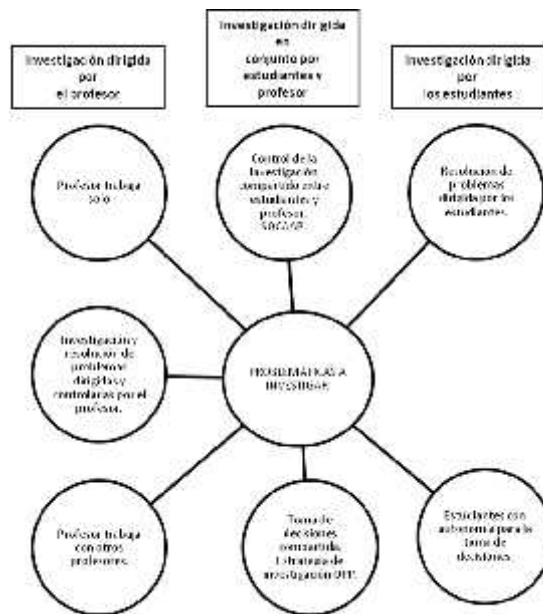 Investigación dirigida
por
el profesor
Investigación dirigida
en
conjunto por
estudiantes y
profesor
Investigación dirigida
por
los estudiantes
Profesor trabaja
solo
Control de la
Investigación
compartido entre
estudiantes y
profesor.
Resolución de
problemas
dirigida por los
estudiantes.
Investigación y
resolución de
problemas
dirigidas y
controladas por el
profesor.
PROBLEMÁTICAS A
INVESTIGAR
Profesor trabaja
con otros
profesores.
Toma de
decisiones
compartida.
Estrategia de
investigación
Estudiantes con
autonomía para la
toma de
decisiones.